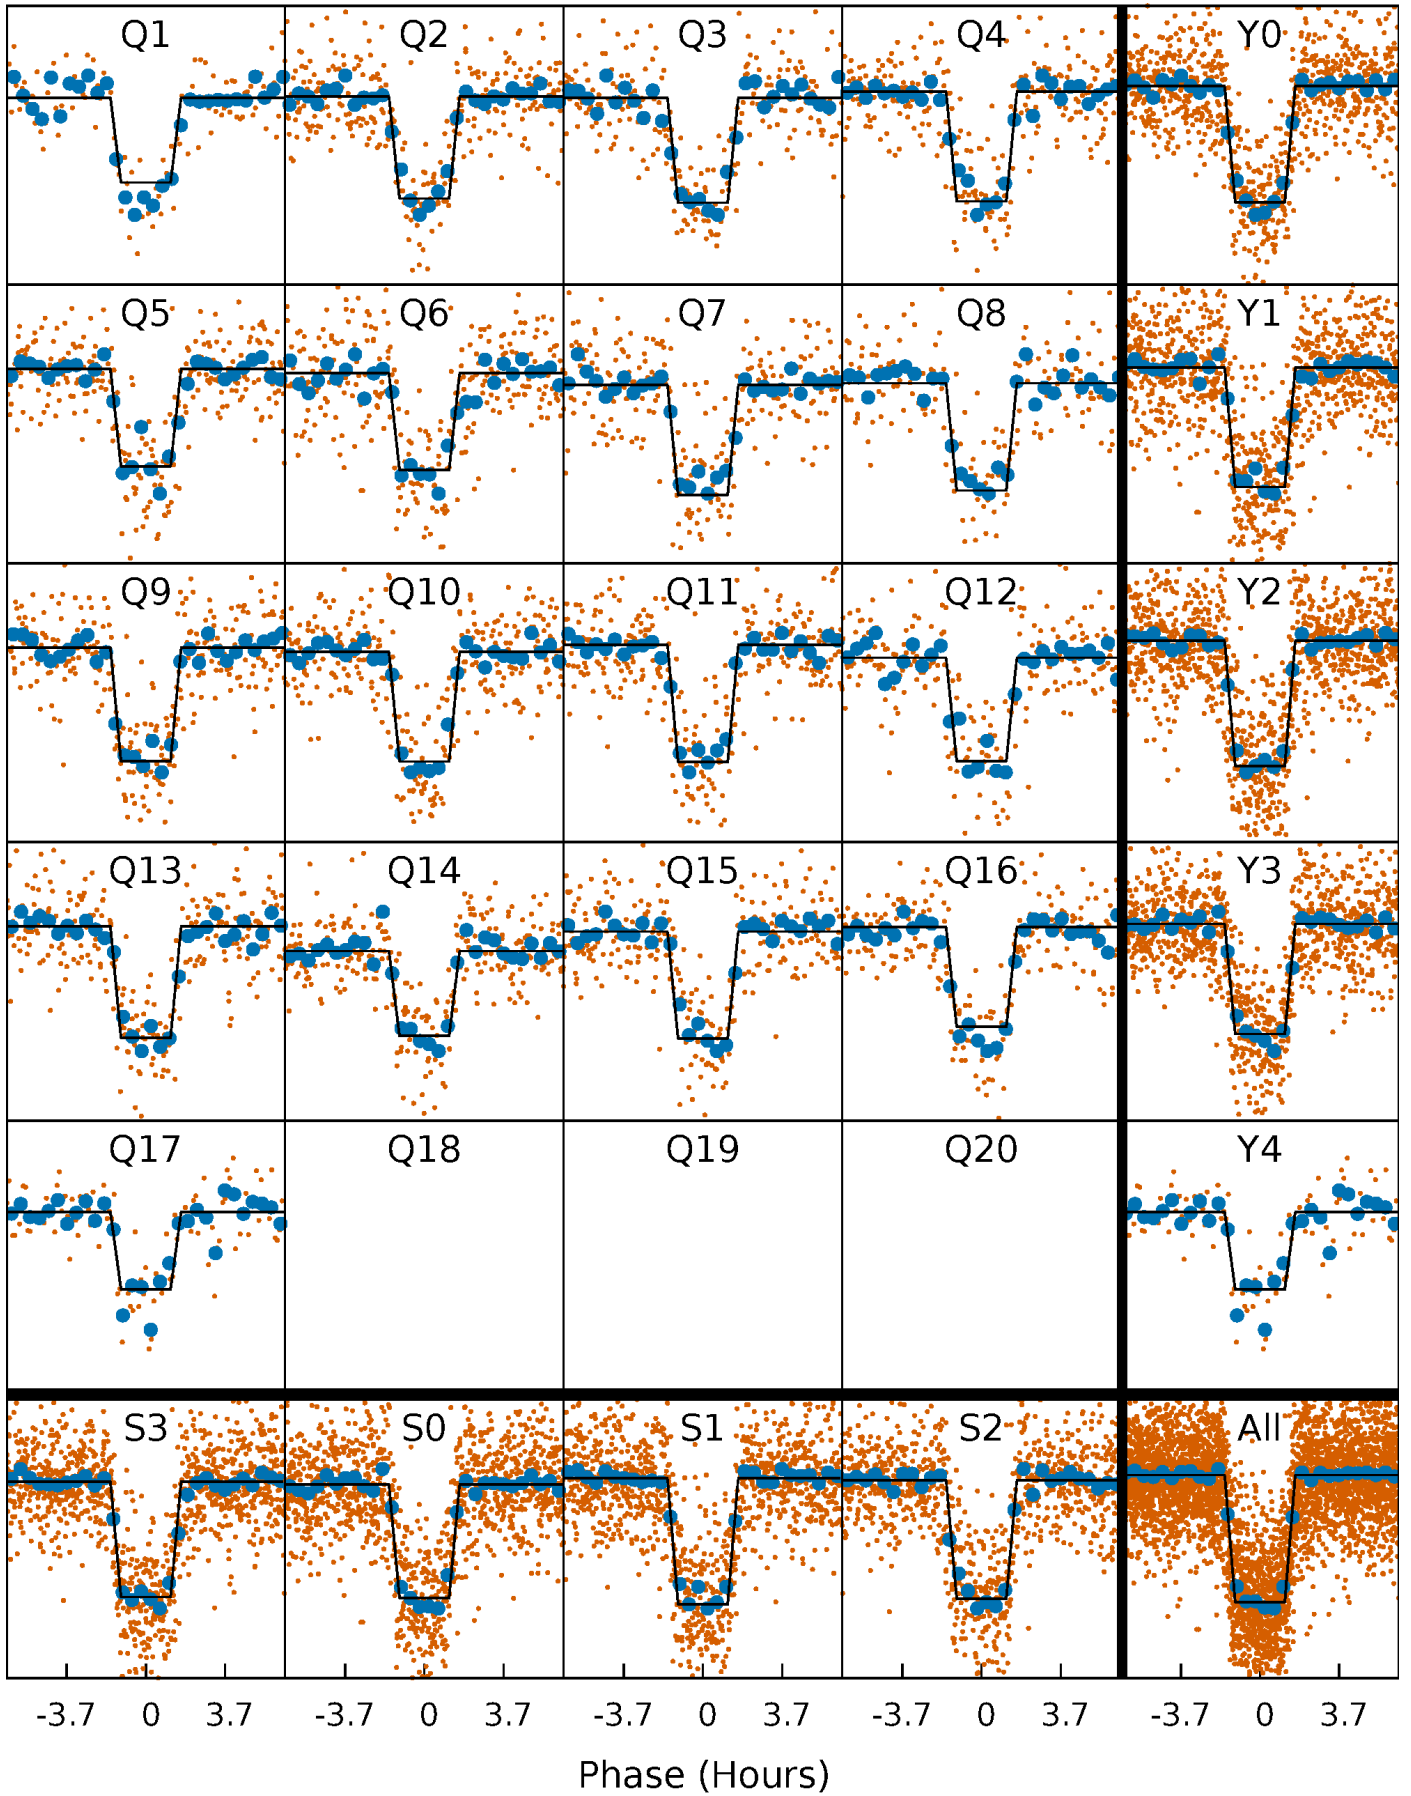 Q1 Q2 Q3 Q4 Y0
Q5 Q6 Q7 Q8 Y1
Q9 Q10 Q11 Q12 Y2
Q13 Q14 Q15 Q16 Y3
Q17 Q18 Q19 Q20 Y4
S3 S0 S1 S2 All
-3.7 0 3.7 -3.7 0 3.7 -3.7 0 3.7 -3.7 0 3.7 -3.7 0 3.7
Phase (Hours)